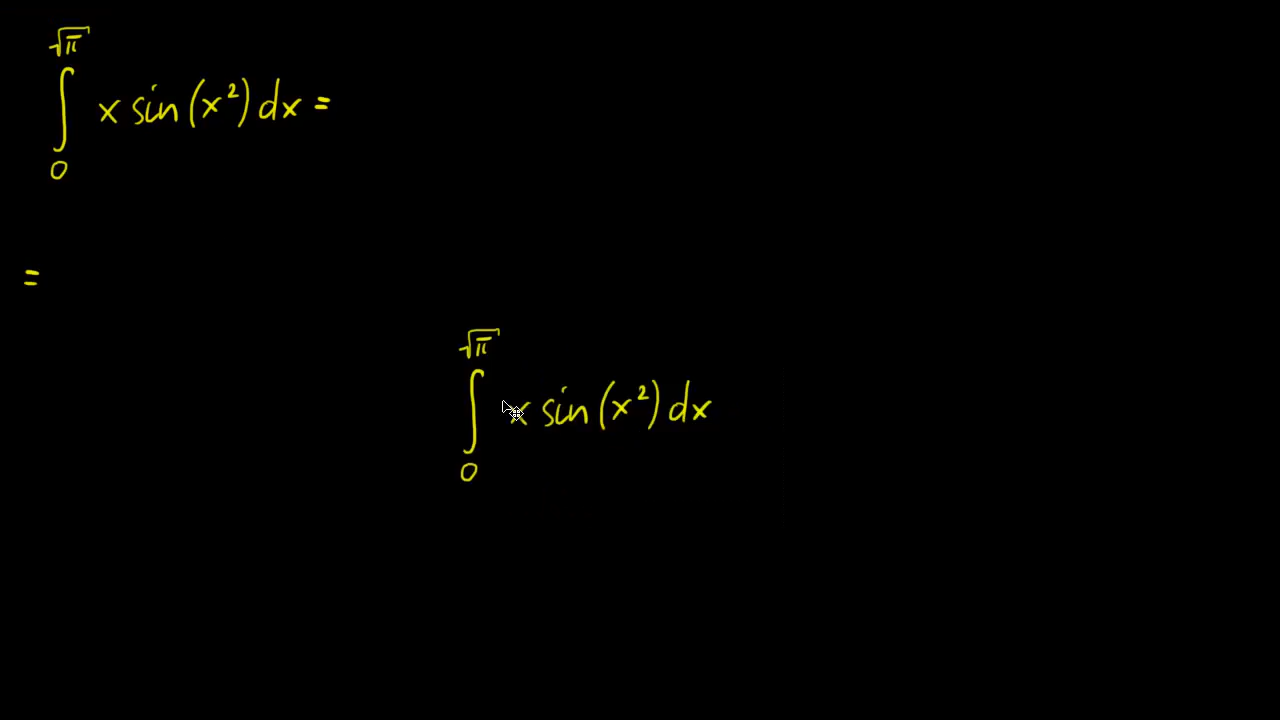 √π
∫ x sin(x²) dx =
0
=
√π
∫ x sin(x²) dx
0